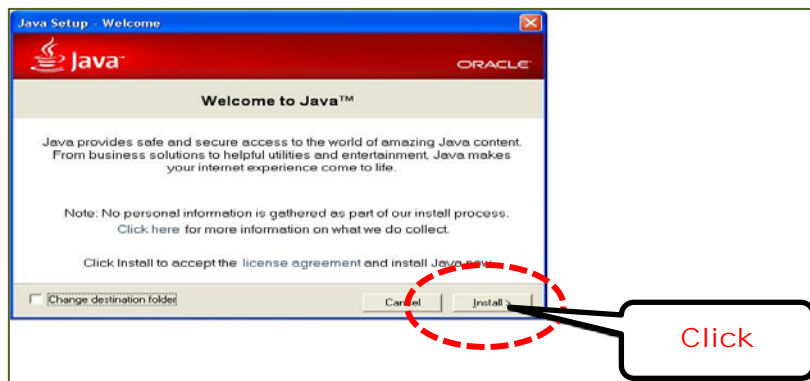 Java Setup - Welcome
Java™
ORACLE
Welcome to Java™
Java provides safe and secure access to the world of amazing Java content.
From business solutions to helpful utilities and entertainment, Java makes
your internet experience come to life.
Note: No personal information is gathered as part of our install process.
Click here for more information on what we do collect.
Click Install to accept the license agreement and install Java now.
Change destination folder
Cancel
Install >
Click